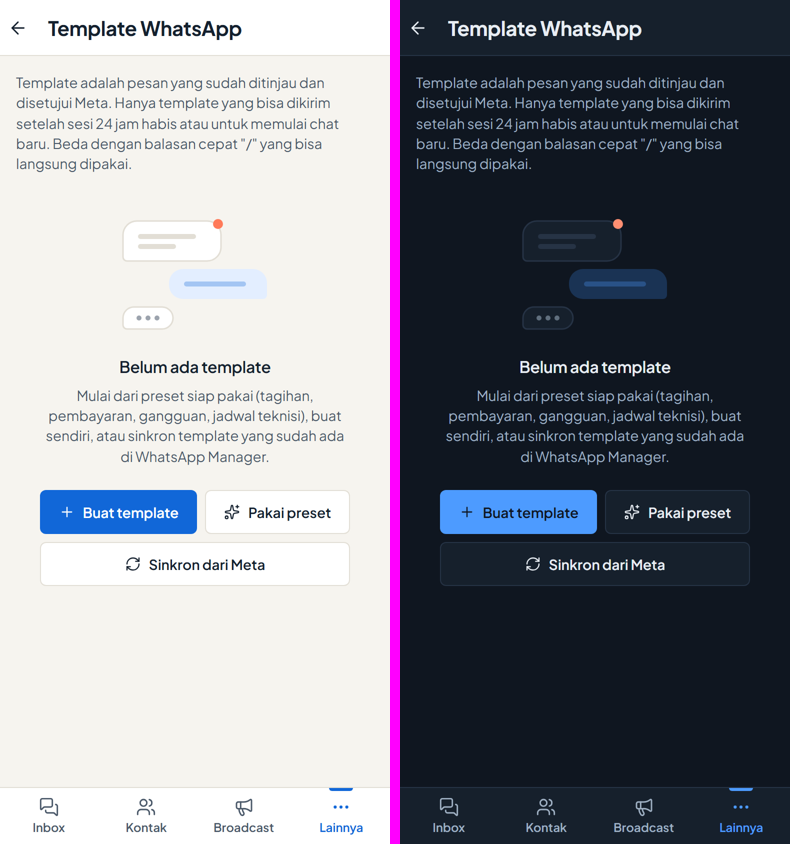 Template WhatsApp
Template adalah pesan yang sudah ditinjau dan
disetujui Meta. Hanya template yang bisa dikirim
setelah sesi 24 jam habis atau untuk memulai chat
baru. Beda dengan balasan cepat "/" yang bisa
langsung dipakai.
Belum ada template
Mulai dari preset siap pakai (tagihan,
pembayaran, gangguan, jadwal teknisi), buat
sendiri, atau sinkron template yang sudah ada
di WhatsApp Manager.
Buat template
Pakai preset
Sinkron dari Meta
Inbox
Kontak
Broadcast
Lainnya
Template WhatsApp
Template adalah pesan yang sudah ditinjau dan
disetujui Meta. Hanya template yang bisa dikirim
setelah sesi 24 jam habis atau untuk memulai chat
baru. Beda dengan balasan cepat "/" yang bisa
langsung dipakai.
Belum ada template
Mulai dari preset siap pakai (tagihan,
pembayaran, gangguan, jadwal teknisi), buat
sendiri, atau sinkron template yang sudah ada
di WhatsApp Manager.
Buat template
Pakai preset
Sinkron dari Meta
Inbox
Kontak
Broadcast
Lainnya